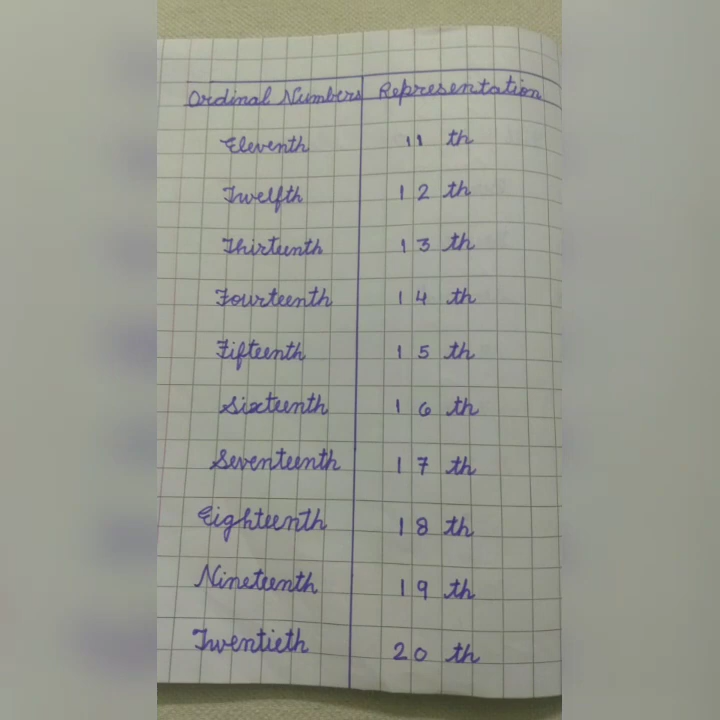 Ordinal Numbers Representation
Eleventh 11 th
Twelfth 12 th
Thirteenth 13 th
Fourteenth 14 th
Fifteenth 15 th
Sixteenth 16 th
Seventeenth 17 th
Eighteenth 18 th
Nineteenth 19 th
Twentieth 20 th